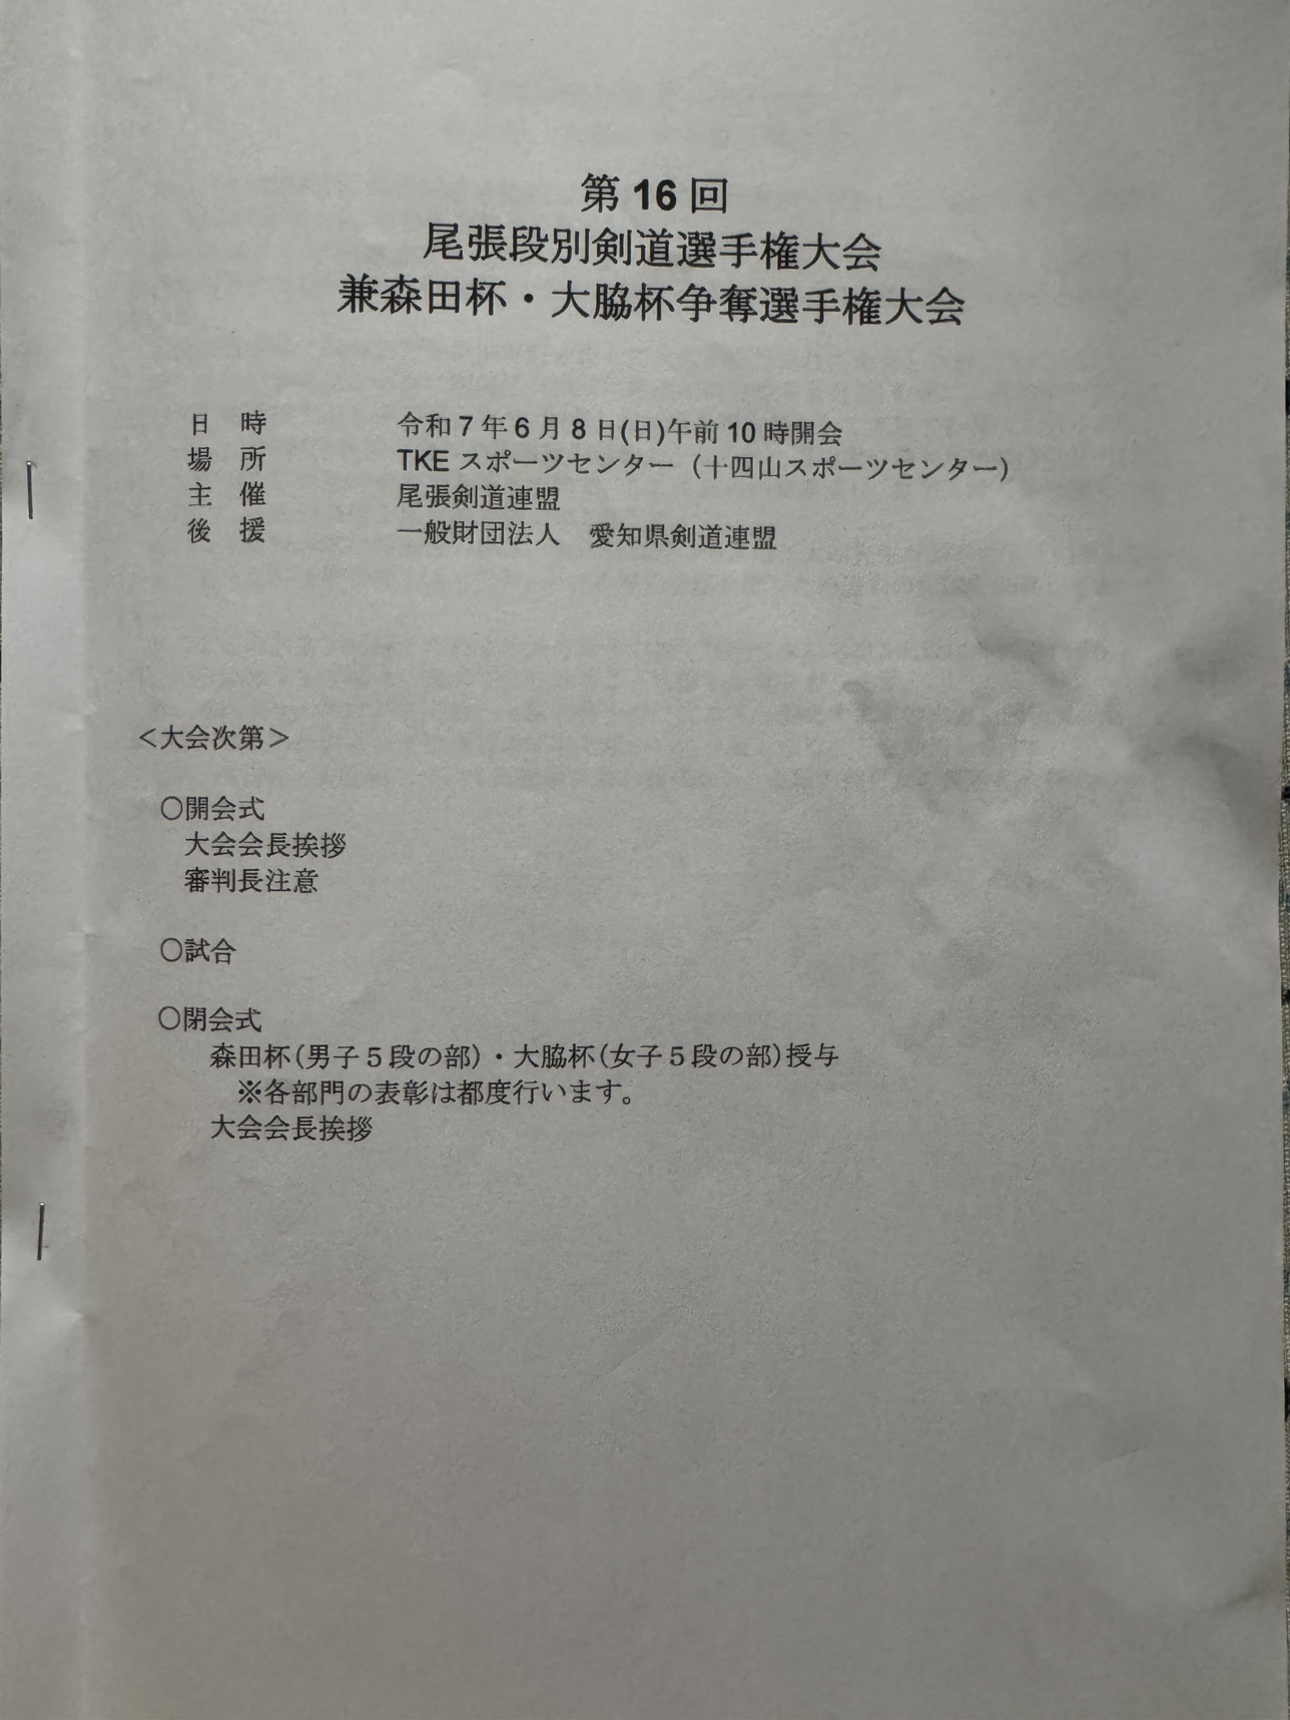 第 16 回
尾張段別剣道選手権大会
兼森田杯・大脇杯争奪選手権大会
日　時　令和 7 年 6 月 8 日(日)午前 10 時開会
場　所　TKE スポーツセンター（十四山スポーツセンター）
主　催　尾張剣道連盟
後　援　一般財団法人　愛知県剣道連盟
＜大会次第＞
〇開会式
大会会長挨拶
審判長注意
〇試合
〇閉会式
森田杯(男子５段の部)・大脇杯(女子５段の部)授与
※各部門の表彰は都度行います。
大会会長挨拶